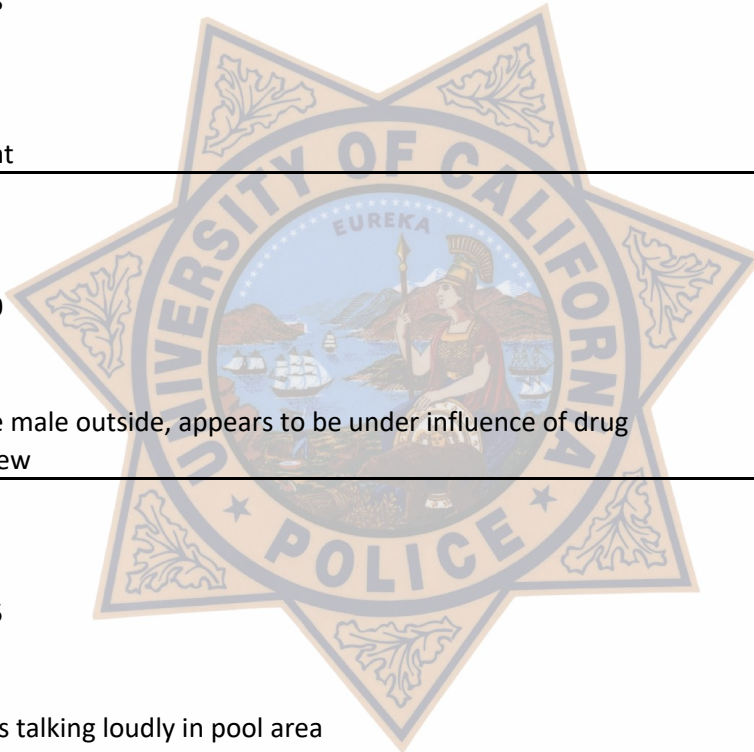 nt
UNIVERSITY OF CALIFORNIA
EUREKA
male outside, appears to be under influence of drug
ew
POLICE
s talking loudly in pool area